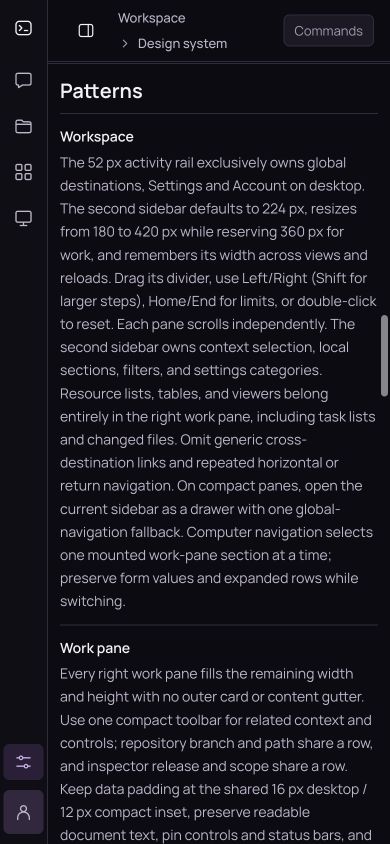 Workspace
Design system
Commands
Patterns
Workspace
The 52 px activity rail exclusively owns global
destinations, Settings and Account on desktop.
The second sidebar defaults to 224 px, resizes
from 180 to 420 px while reserving 360 px for
work, and remembers its width across views and
reloads. Drag its divider, use Left/Right (Shift for
larger steps), Home/End for limits, or double-click
to reset. Each pane scrolls independently. The
second sidebar owns context selection, local
sections, filters, and settings categories.
Resource lists, tables, and viewers belong
entirely in the right work pane, including task lists
and changed files. Omit generic cross-
destination links and repeated horizontal or
return navigation. On compact panes, open the
current sidebar as a drawer with one global-
navigation fallback. Computer navigation selects
one mounted work-pane section at a time;
preserve form values and expanded rows while
switching.
Work pane
Every right work pane fills the remaining width
and height with no outer card or content gutter.
Use one compact toolbar for related context and
controls; repository branch and path share a row,
and inspector release and scope share a row.
Keep data padding at the shared 16 px desktop /
12 px compact inset, preserve readable
document text, pin controls and status bars, and